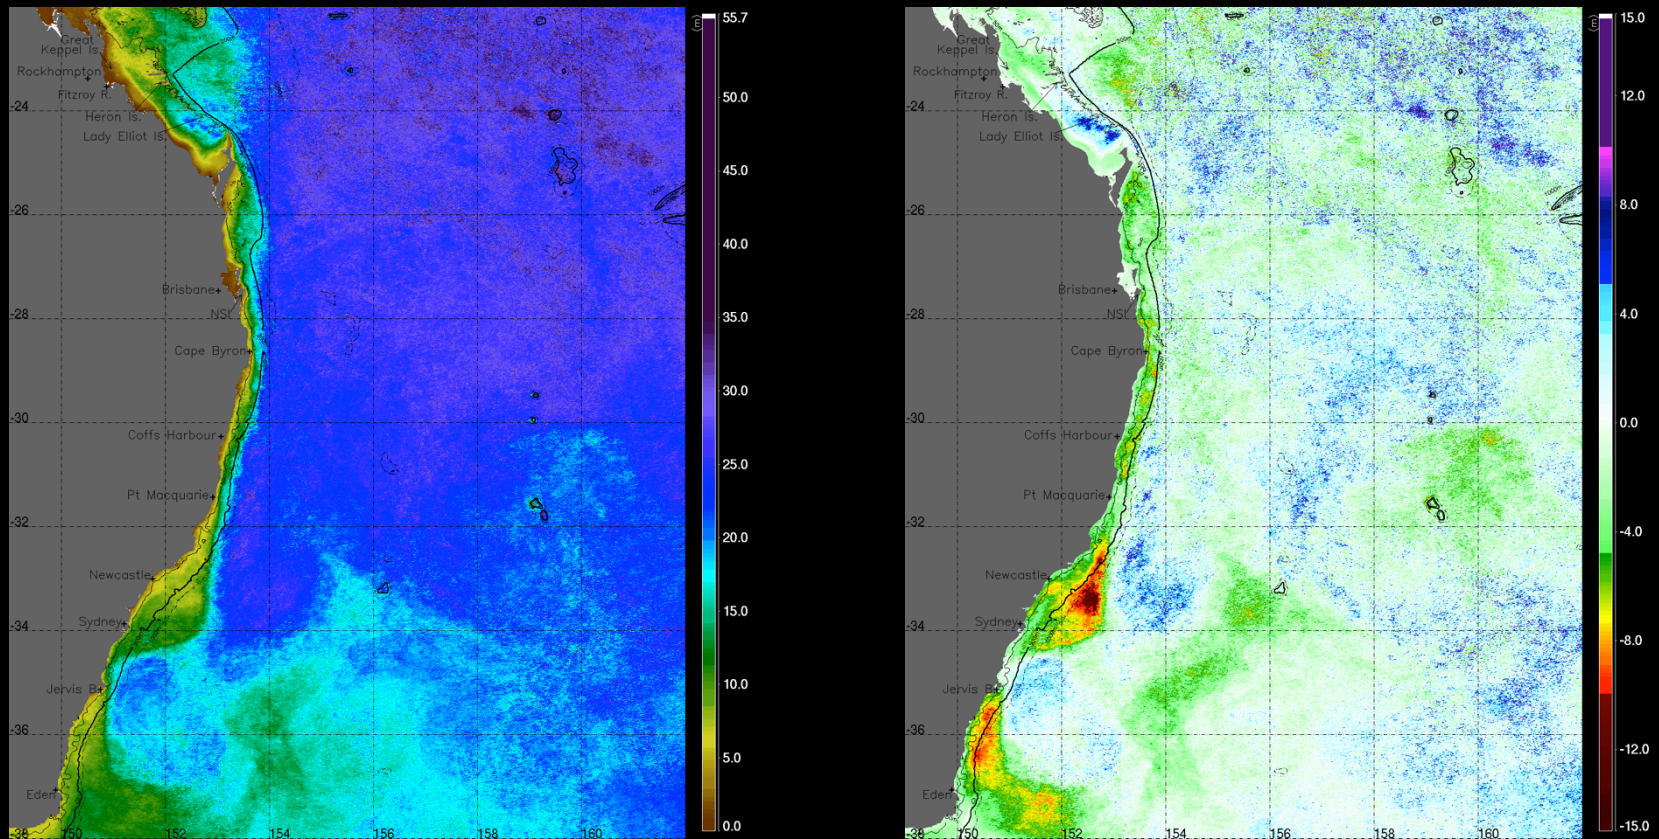 Great
Keppel Is.
Rockhampton
Fitzroy R.
-24
Heron Is.
Lady Elliot Is.
-26
Brisbane
NSI
-28
Cape Byron
-30
Coffs Harbour
Pt Macquarie
-32
Newcastle
Sydney
-34
Jervis B
-36
Eden
-38
150
152
154
156
158
160
(m)
55.7
50.0
45.0
40.0
35.0
30.0
25.0
20.0
15.0
10.0
5.0
0.0
Great
Keppel Is.
Rockhampton
Fitzroy R.
-24
Heron Is.
Lady Elliot Is.
-26
Brisbane
NSI
-28
Cape Byron
-30
Coffs Harbour
Pt Macquarie
-32
Newcastle
Sydney
-34
Jervis B
-36
Eden
-38
150
152
154
156
158
160
(m)
15.0
12.0
8.0
4.0
0.0
-4.0
-8.0
-12.0
-15.0